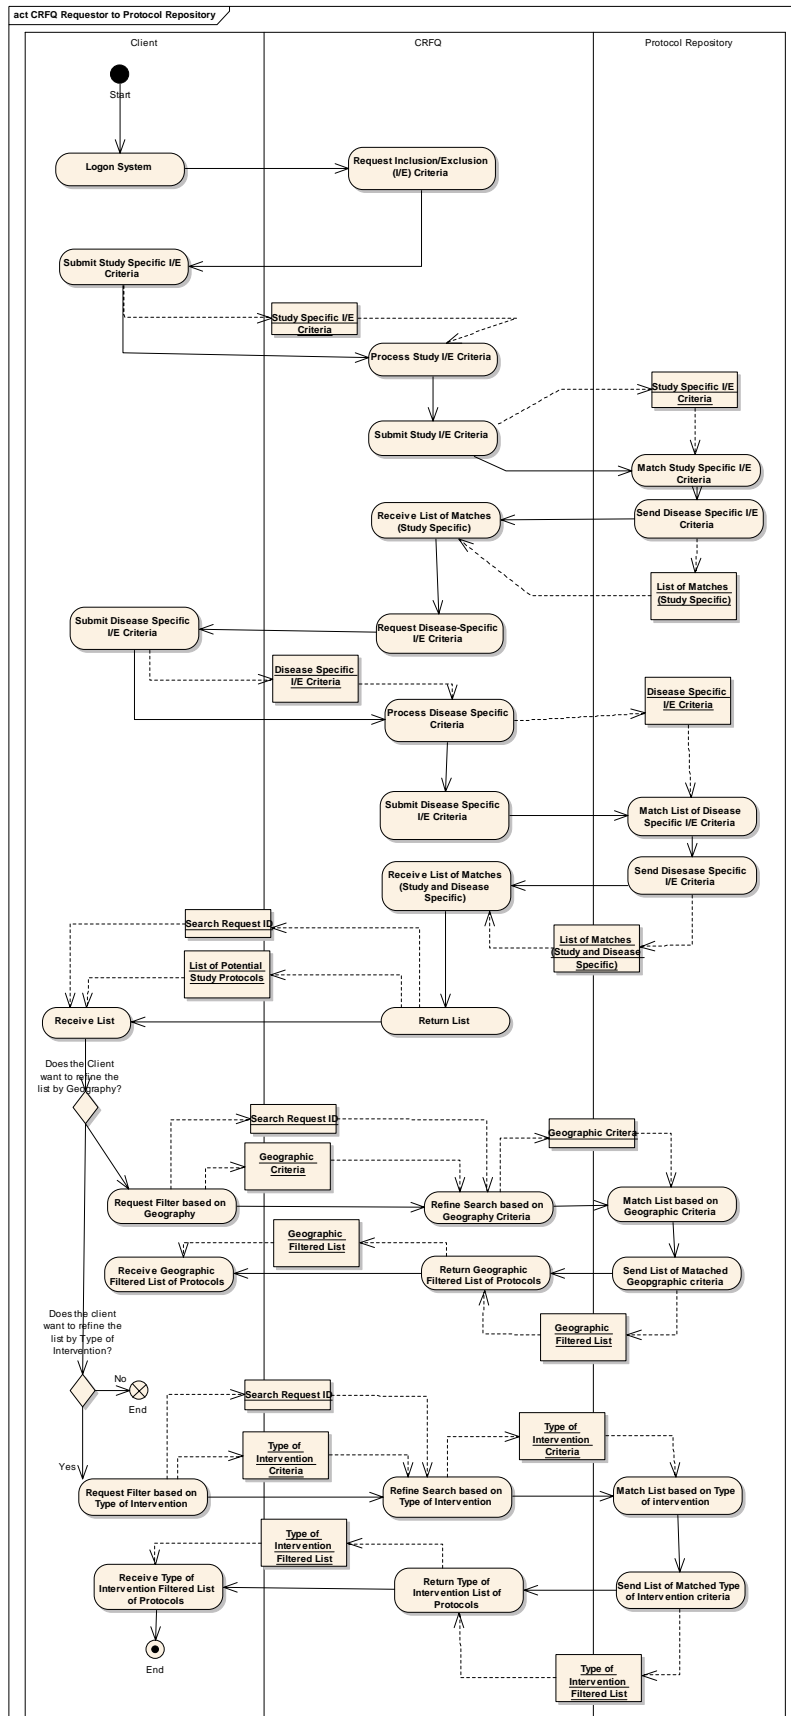 act CRFQ Requestor to Protocol Repository
Client
CRFQ
Protocol Repository
Start
Logon System
Request Inclusion/Exclusion
(I/E) Criteria
Submit Study Specific I/E
Criteria
Study Specific I/E
Criteria
Process Study I/E Criteria
Study Specific I/E
Criteria
Submit Study I/E Criteria
Match Study Specific I/E
Criteria
Receive List of Matches
(Study Specific)
Send Disease Specific I/E
Criteria
List of Matches
(Study Specific)
Submit Disease Specific
I/E Criteria
Request Disease-Specific
I/E Criteria
Disease Specific
I/E Criteria
Disease Specific
I/E Criteria
Process Disease Specific
Criteria
Submit Disease Specific
I/E Criteria
Match List of Disease
Specific I/E Criteria
Receive List of Matches
(Study and Disease
Specific)
Send Disesase Specific
I/E Criteria
Search Request ID
List of Matches
(Study and Disease
Specific)
List of Potential
Study Protocols
Receive List
Return List
Does the Client
want to refine the
list by Geography?
Search Request ID
Geographic Critera
Geographic
Criteria
Request Filter based on
Geography
Refine Search based on
Geography Criteria
Match List based on
Geographic Criteria
Geographic
Filtered List
Receive Geographic
Filtered List of Protocols
Return Geographic
Filtered List of Protocols
Send List of Matached
Geopgraphic criteria
Does the client
want to refine the
list by Type of
Intervention?
Geographic
Filtered List
No
End
Search Request ID
Type of
Intervention
Criteria
Type of
Intervention
Criteria
Yes
Request Filter based on
Type of Intervention
Refine Search based on
Type of Intervention
Match List based on Type
of intervention
Type of
Intervention
Filtered List
Receive Type of
Intervention Filtered List
of Protocols
Return Type of
Intervention List of
Protocols
Send List of Matched Type
of Intervention criteria
End
Type of
Intervention
Filtered List